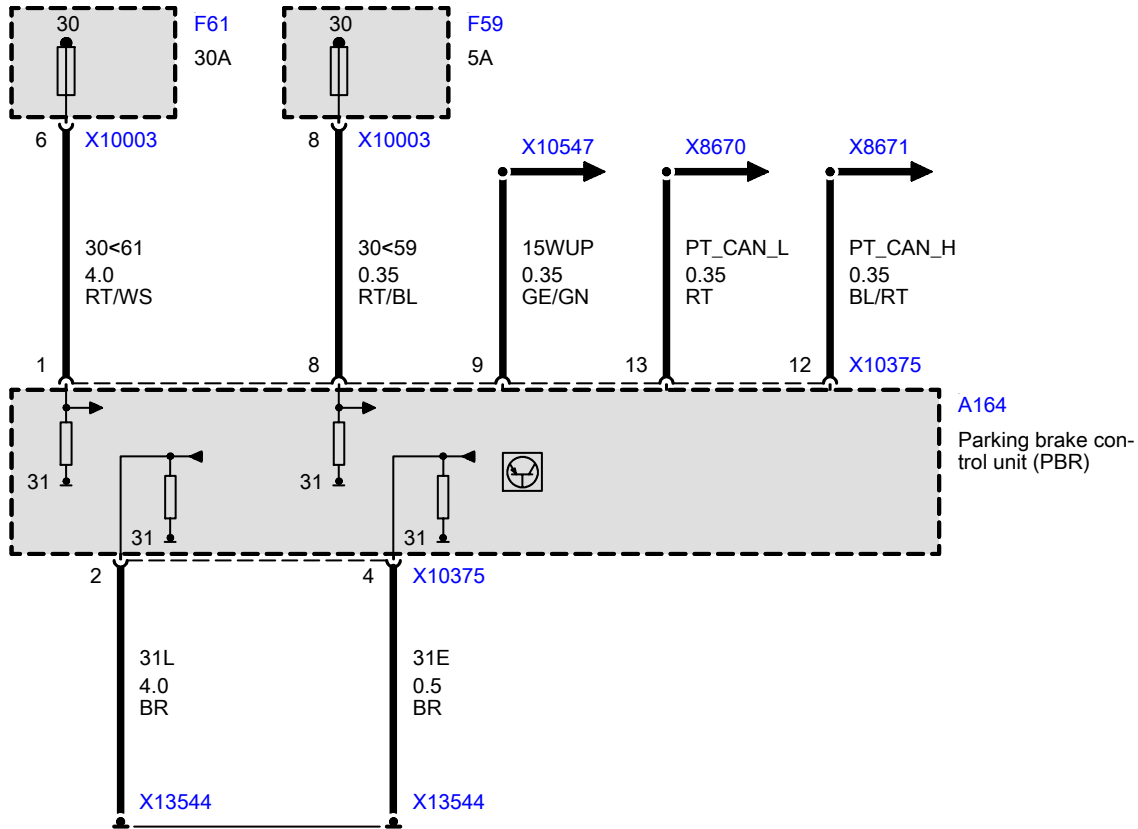 30
F61
30A
30
F59
5A
6
X10003
8
X10003
X10547
X8670
X8671
30<61
4.0
RT/WS
30<59
0.35
RT/BL
15WUP
0.35
GE/GN
PT_CAN_L
0.35
RT
PT_CAN_H
0.35
BL/RT
1
8
9
13
12
X10375
A164
Parking brake con-
trol unit (PBR)
31
31
31
31
2
4
X10375
31L
4.0
BR
31E
0.5
BR
X13544
X13544